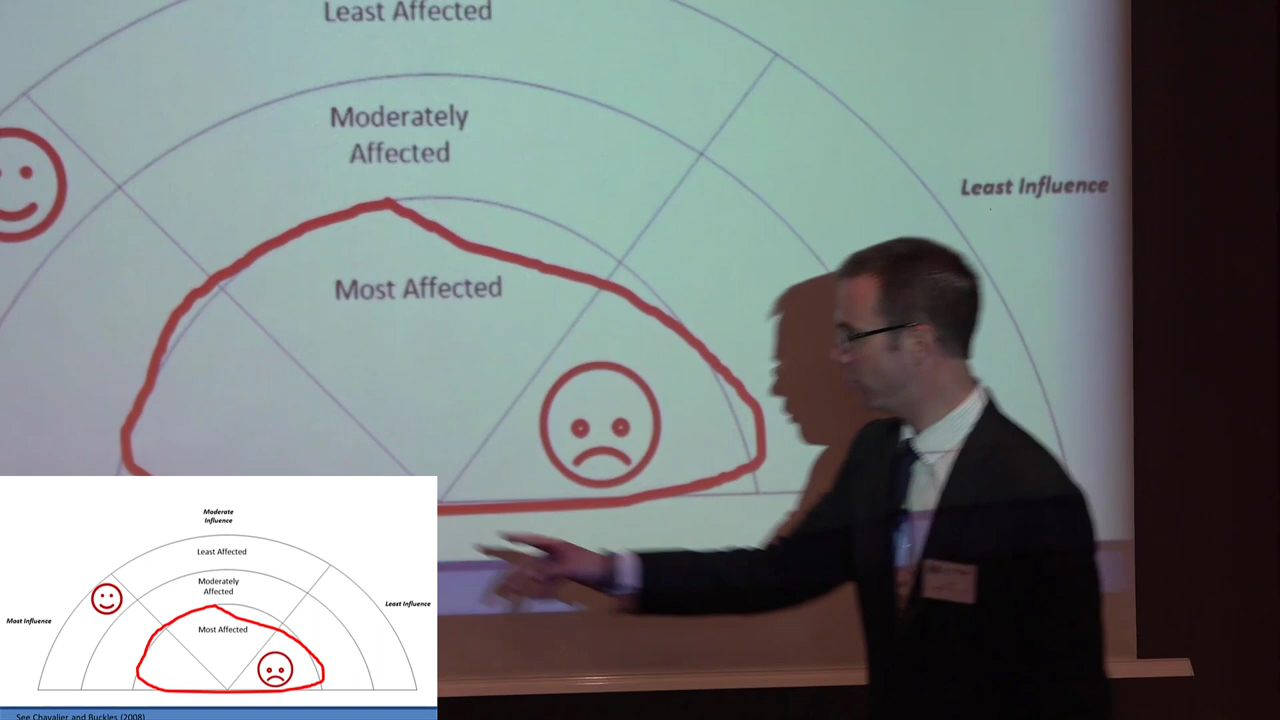 Least Affected
Moderately
Affected
Least Influence
Most Affected
Moderate
Influence
Least Affected
Moderately
Affected
Least Influence
Most Influence
Most Affected
See Chavalier and Buckles (2008)